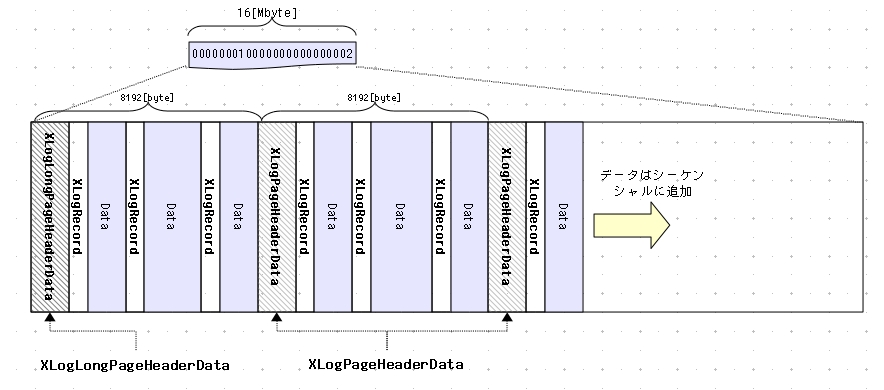 16[Mbyte]
000000010000000000000002
8192[byte]
8192[byte]
XLogLongPageHeaderData
XLogRecord
Data
XLogRecord
Data
XLogRecord
Data
XLogPageHeaderData
XLogRecord
Data
XLogRecord
Data
XLogRecord
Data
XLogPageHeaderData
XLogRecord
Data
データはシーケン
シャルに追加
XLogLongPageHeaderData
XLogPageHeaderData